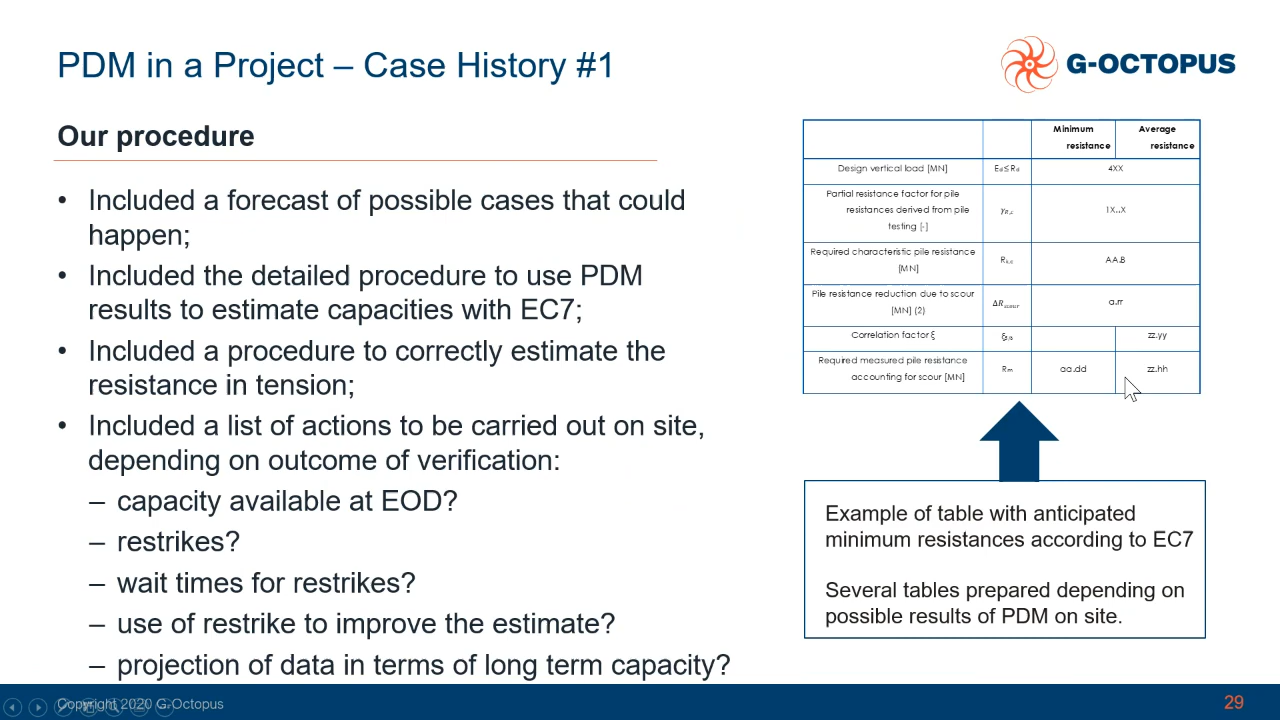 PDM in a Project – Case History #1
G-OCTOPUS
Our procedure
• Included a forecast of possible cases that could
happen;
• Included the detailed procedure to use PDM
results to estimate capacities with EC7;
• Included a procedure to correctly estimate the
resistance in tension;
• Included a list of actions to be carried out on site,
depending on outcome of verification:
– capacity available at EOD?
– restrikes?
– wait times for restrikes?
– use of restrike to improve the estimate?
– projection of data in terms of long term capacity?
Minimum
resistance
Average
resistance
Design vertical load [MN] Ed≤ Rd 4XX
Partial resistance factor for pile
resistances derived from pile
testing [-]
γR,c 1X..X
Required characteristic pile resistance
[MN]
AA.B
Pile resistance reduction due to scour
[MN] (2)
ΔRscour a.rr
Correlation factor ξ zz.yy
Required measured pile resistance
accounting for scour [MN]
Rm aa.dd zz.hh
Example of table with anticipated
minimum resistances according to EC7
Several tables prepared depending on
possible results of PDM on site.
Copyright 2020 G-Octopus
29